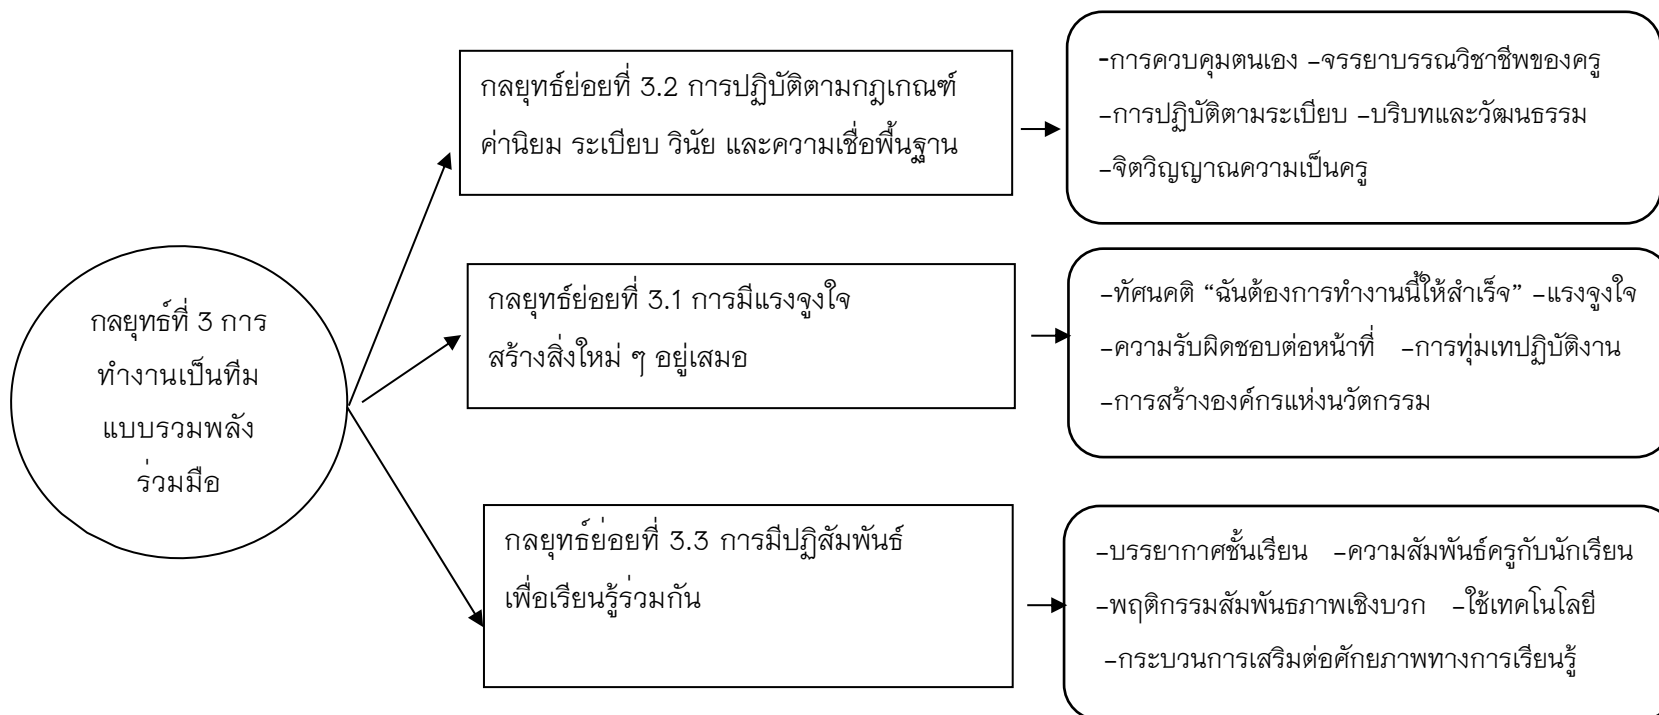 กลยุทธ์ที่ 3 การ
ทำงานเป็นทีม
แบบรวมพลัง
ร่วมมือ
กลยุทธ์ย่อยที่ 3.2 การปฏิบัติตามกฎเกณฑ์
ค่านิยม ระเบียบ วินัย และความเชื่อพื้นฐาน
-การควบคุมตนเอง -จรรยาบรรณวิชาชีพของครู
-การปฏิบัติตามระเบียบ -บริบทและวัฒนธรรม
-จิตวิญญาณความเป็นครู
กลยุทธ์ย่อยที่ 3.1 การมีแรงจูงใจ
สร้างสิ่งใหม่ ๆ อยู่เสมอ
-ทัศนคติ “ฉันต้องการทำงานนี้ให้สำเร็จ” -แรงจูงใจ
-ความรับผิดชอบต่อหน้าที่ -การทุ่มเทปฏิบัติงาน
-การสร้างองค์กรแห่งนวัตกรรม
กลยุทธ์ย่อยที่ 3.3 การมีปฏิสัมพันธ์
เพื่อเรียนรู้ร่วมกัน
-บรรยากาศชั้นเรียน -ความสัมพันธ์ครูกับนักเรียน
-พฤติกรรมสัมพันธภาพเชิงบวก -ใช้เทคโนโลยี
-กระบวนการเสริมต่อศักยภาพทางการเรียนรู้